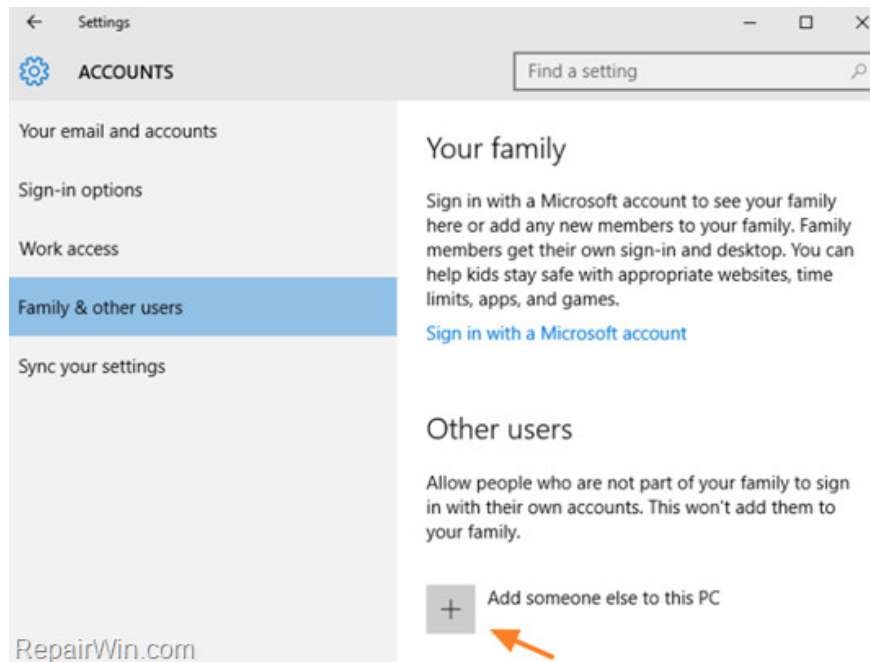 Settings
ACCOUNTS
Find a setting
Your email and accounts
Sign-in options
Work access
Family & other users
Sync your settings
Your family
Sign in with a Microsoft account to see your family
here or add any new members to your family. Family
members get their own sign-in and desktop. You can
help kids stay safe with appropriate websites, time
limits, apps, and games.
Sign in with a Microsoft account
Other users
Allow people who are not part of your family to sign
in with their own accounts. This won't add them to
your family.
Add someone else to this PC
RepairWin.com